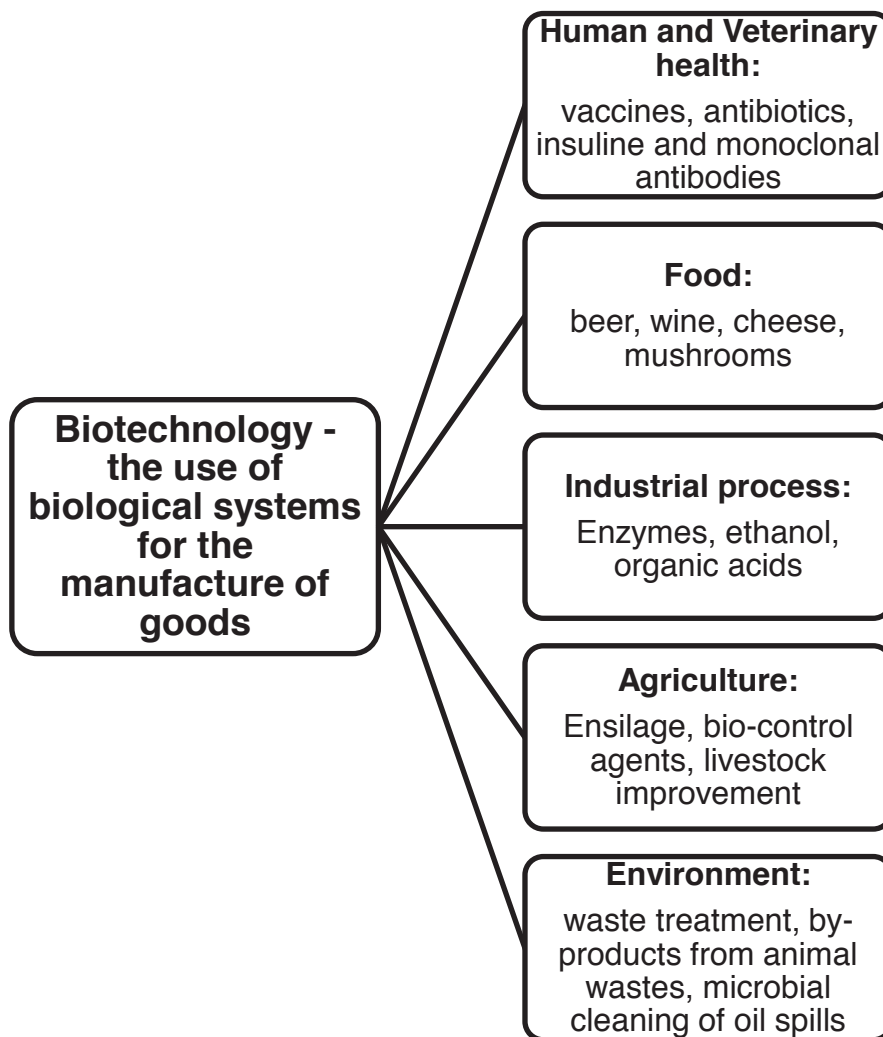 Biotechnology -
the use of
biological systems
for the
manufacture of
goods
Human and Veterinary
health:
vaccines, antibiotics,
insuline and monoclonal
antibodies
Food:
beer, wine, cheese,
mushrooms
Industrial process:
Enzymes, ethanol,
organic acids
Agriculture:
Ensilage, bio-control
agents, livestock
improvement
Environment:
waste treatment, by-
products from animal
wastes, microbial
cleaning of oil spills